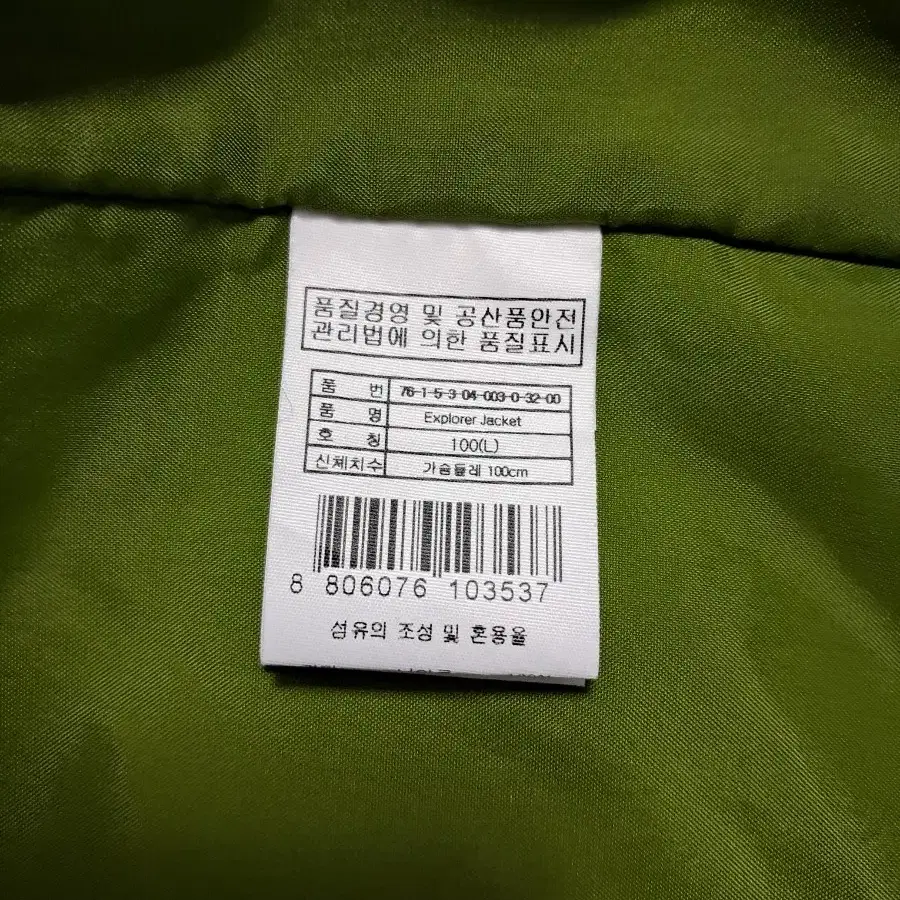 품질경영 및 공산품안전
관리법에 의한 품질표시
품 번 76-1-5-3-04-003-0-32-00
품 명 Explorer Jacket
호 칭 100(L)
신체치수 가슴둘레 100cm
8 806076 103537
섬유의 조성 및 혼용율